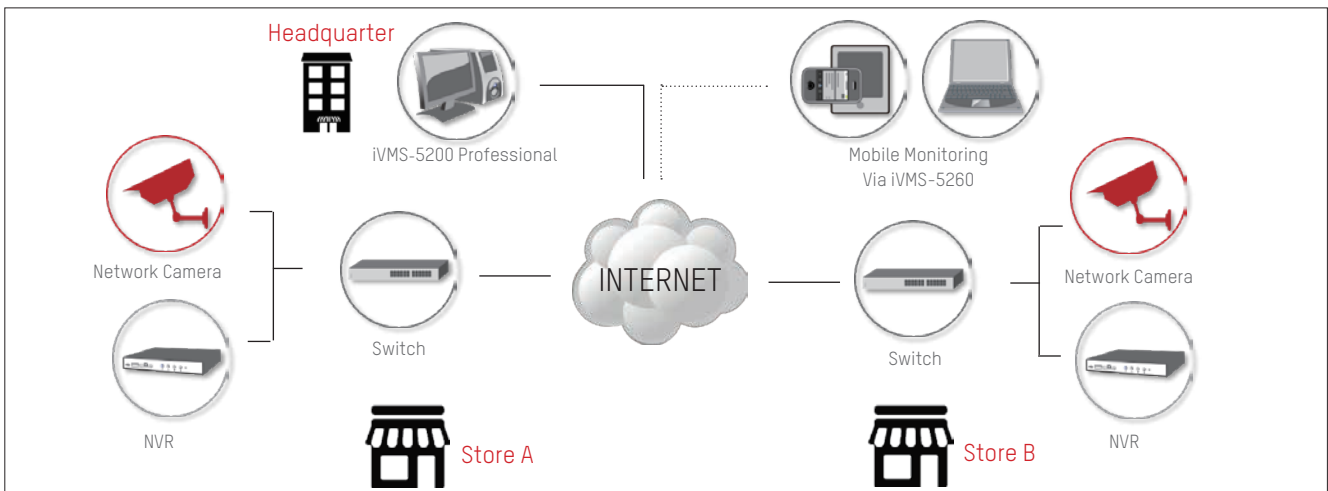 Headquarter
iVMS-5200 Professional
Mobile Monitoring
Via iVMS-5260
Network Camera
Switch
NVR
Store A
INTERNET
Network Camera
Switch
NVR
Store B